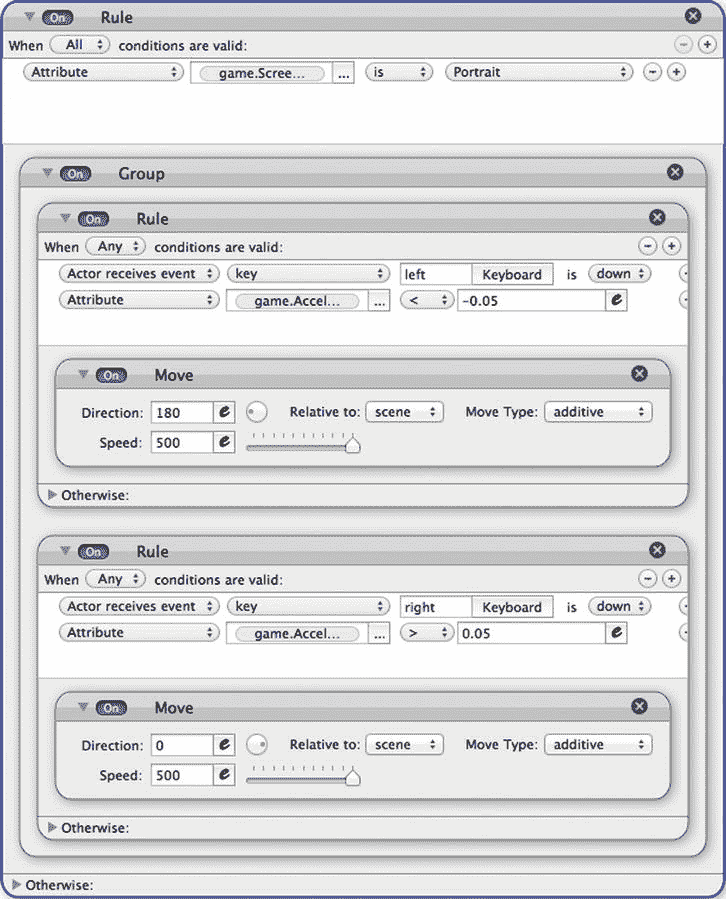 On Rule
When All conditions are valid:
Attribute game.Scree... ... is Portrait
On Group
On Rule
When Any conditions are valid:
Actor receives event key left Keyboard is down
Attribute game.Accel... ... < -0.05 e
On Move
Direction: 180 e Relative to: scene Move Type: additive
Speed: 500 e
Otherwise:
On Rule
When Any conditions are valid:
Actor receives event key right Keyboard is down
Attribute game.Accel... ... > 0.05 e
On Move
Direction: 0 e Relative to: scene Move Type: additive
Speed: 500 e
Otherwise:
Otherwise: